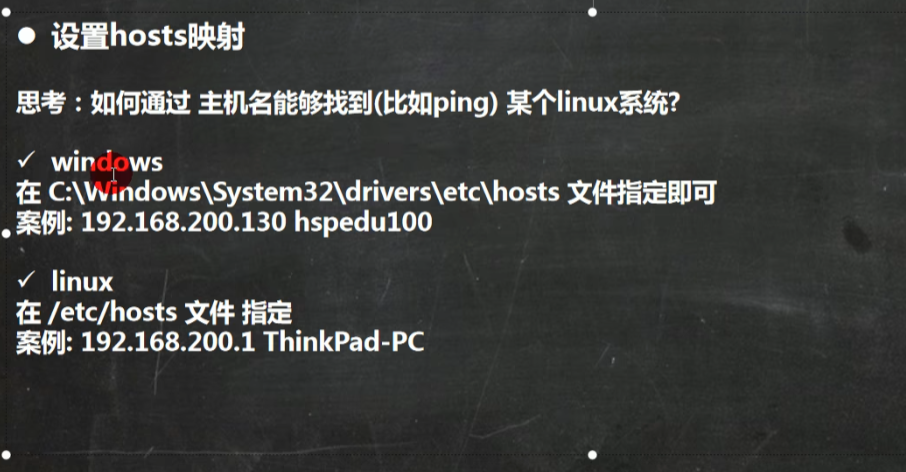 ● 设置hosts映射
思考：如何通过 主机名能够找到(比如ping) 某个linux系统?
✓ windows
在 C:\Windows\System32\drivers\etc\hosts 文件指定即可
案例: 192.168.200.130 hspedu100
✓ linux
在 /etc/hosts 文件 指定
案例: 192.168.200.1 ThinkPad-PC